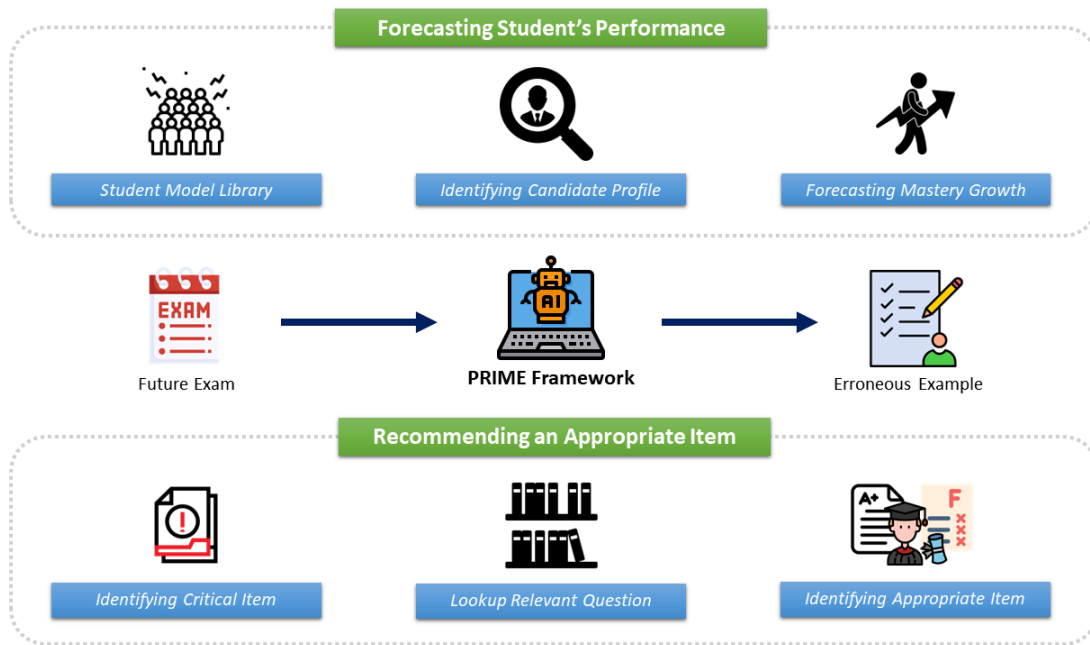 Forecasting Student's Performance
Student Model Library
Identifying Candidate Profile
Forecasting Mastery Growth
EXAM
AI
Future Exam
PRIME Framework
Erroneous Example
Recommending an Appropriate Item
A+
F
Identifying Critical Item
Lookup Relevant Question
Identifying Appropriate Item